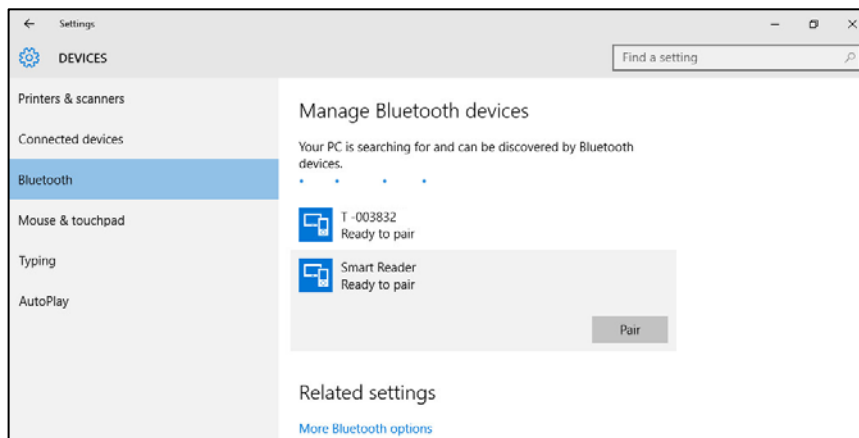 Settings
DEVICES
Find a setting
Printers & scanners
Connected devices
Bluetooth
Mouse & touchpad
Typing
AutoPlay
Manage Bluetooth devices
Your PC is searching for and can be discovered by Bluetooth
devices.
T -003832
Ready to pair
Smart Reader
Ready to pair
Pair
Related settings
More Bluetooth options